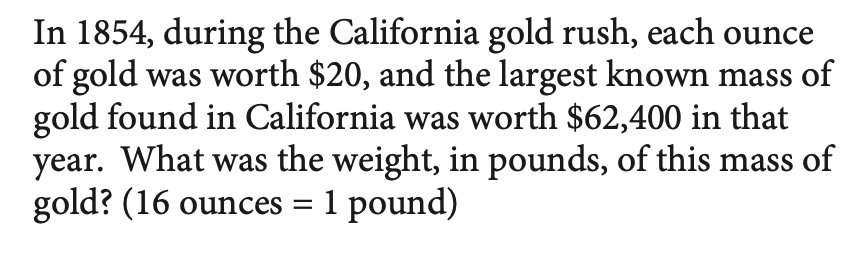 In 1854, during the California gold rush, each ounce
of gold was worth $20, and the largest known mass of
gold found in California was worth $62,400 in that
year.  What was the weight, in pounds, of this mass of
gold? (16 ounces = 1 pound)